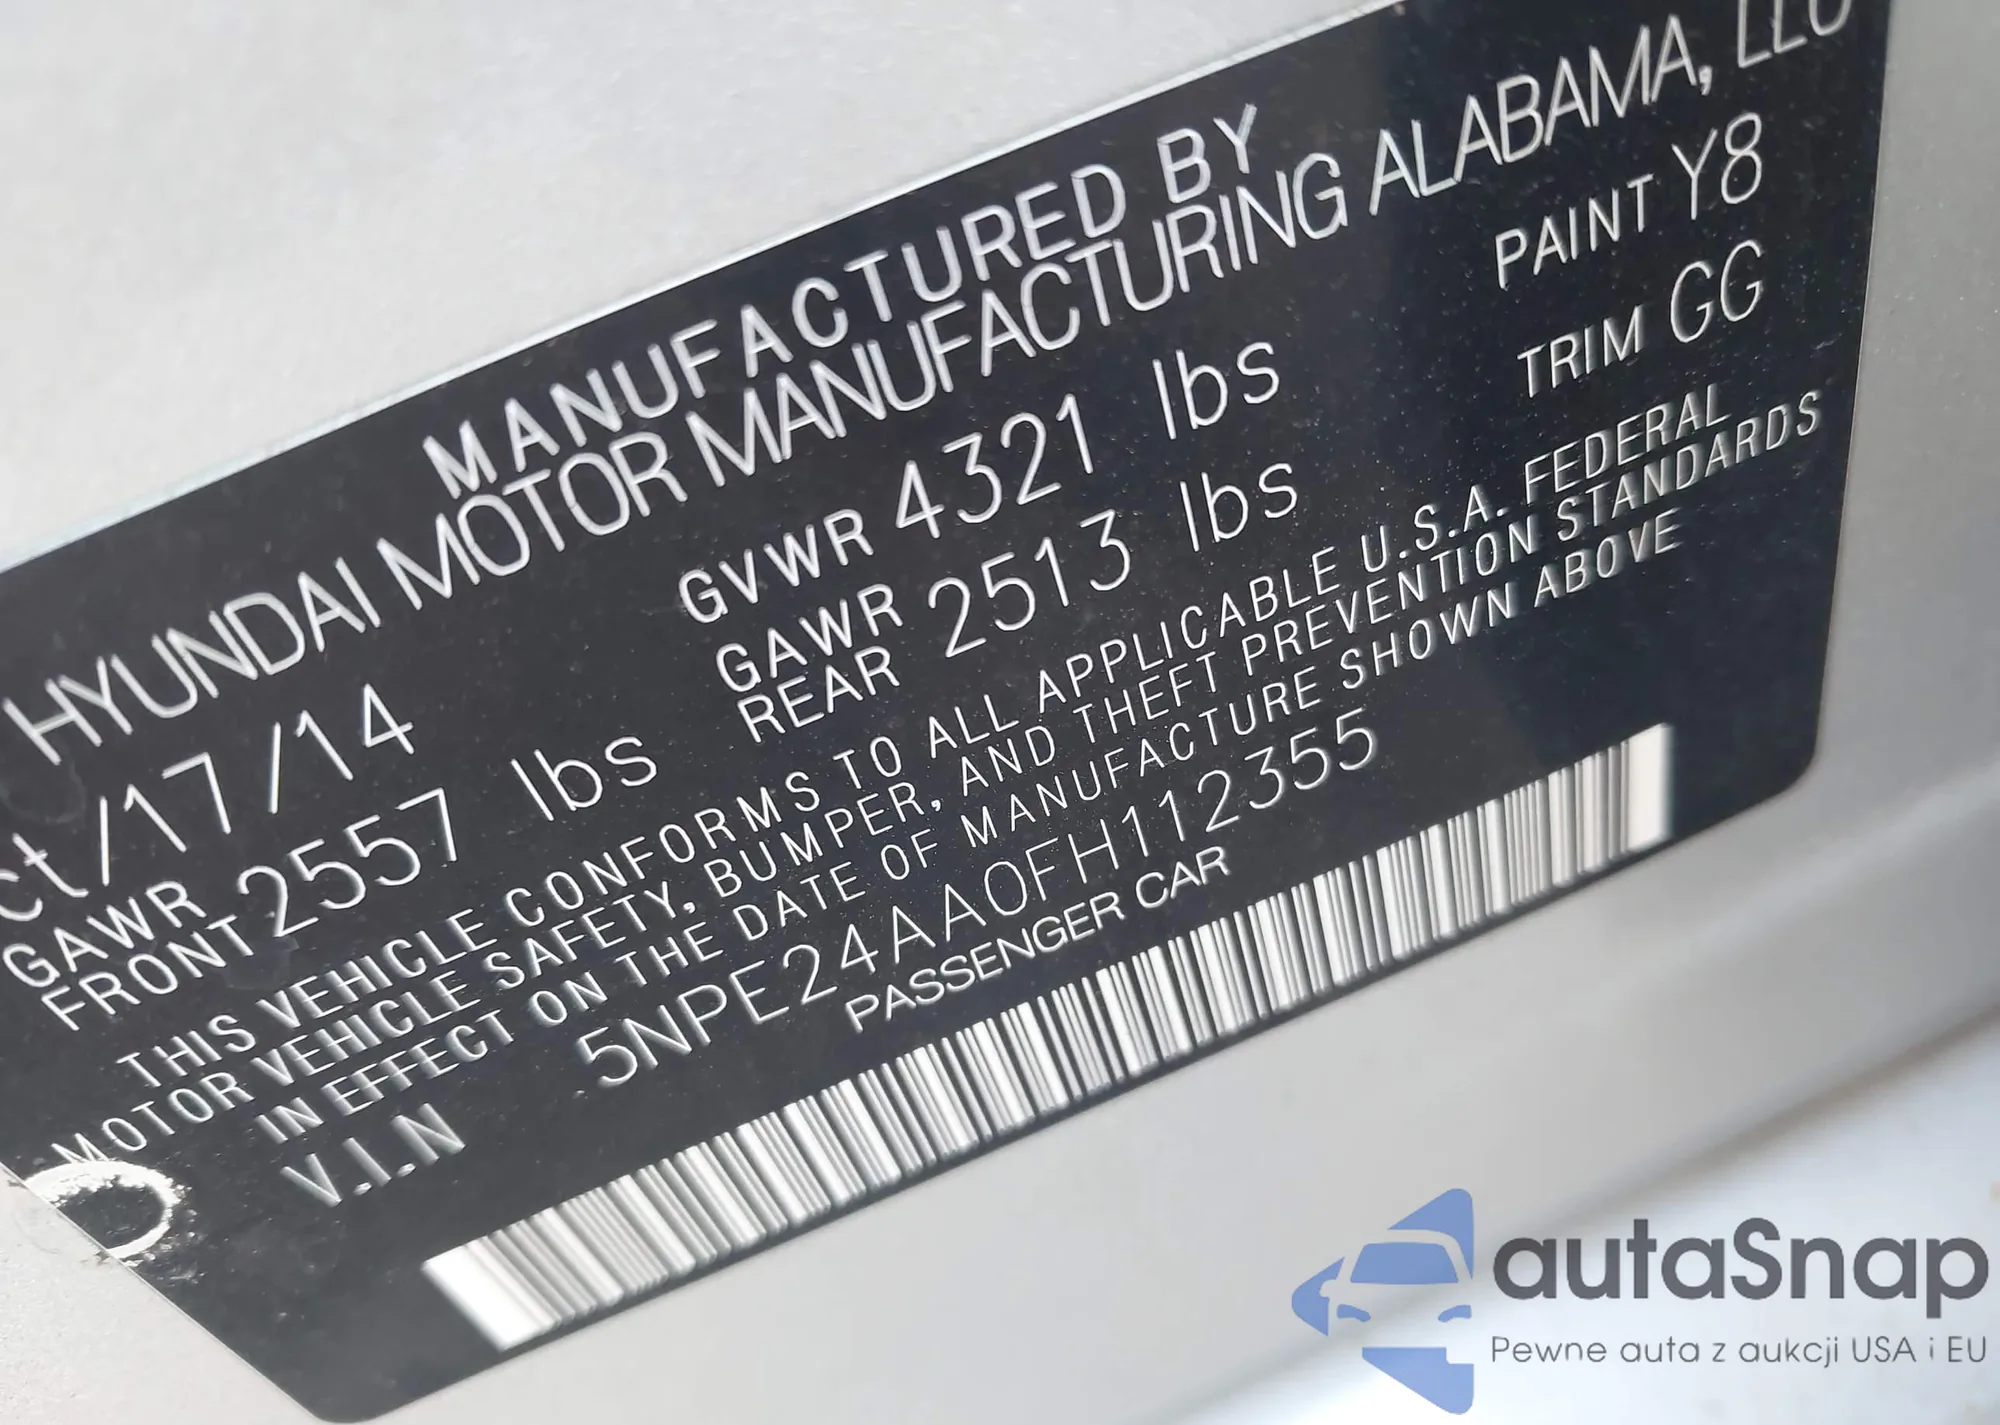 MANUFACTURED BY
HYUNDAI MOTOR MANUFACTURING ALABAMA, LLC
ct/17/14
GVWR 4321 lbs
PAINT Y8
GAWR FRONT 2557 lbs
GAWR REAR 2513 lbs
TRIM GG
THIS VEHICLE CONFORMS TO ALL APPLICABLE U.S.A. FEDERAL
MOTOR VEHICLE SAFETY, BUMPER, AND THEFT PREVENTION STANDARDS
IN EFFECT ON THE DATE OF MANUFACTURE SHOWN ABOVE
V.I.N 5NPE24AA0FH112355
PASSENGER CAR
autaSnap
Pewne auta z aukcji USA i EU